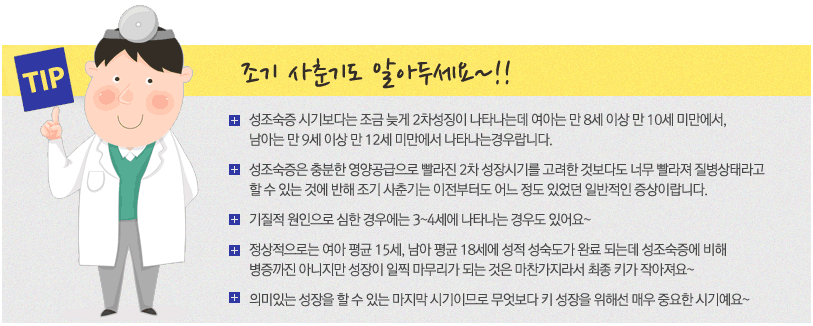 TIP
조기 사춘기도 알아두세요~!!
성조숙증 시기보다는 조금 늦게 2차성징이 나타나는데 여아는 만 8세 이상 만 10세 미만에서,
남아는 만 9세 이상 만 12세 미만에서 나타나는경우랍니다.
성조숙증은 충분한 영양공급으로 빨라진 2차 성장시기를 고려한 것보다도 너무 빨라져 질병상태라고
할 수 있는 것에 반해 조기 사춘기는 이전부터도 어느 정도 있었던 일반적인 증상이랍니다.
기질적 원인으로 심한 경우에는 3~4세에 나타나는 경우도 있어요~
정상적으로는 여아 평균 15세, 남아 평균 18세에 성적 성숙도가 완료 되는데 성조숙증에 비해
병증까진 아니지만 성장이 일찍 마무리가 되는 것은 마찬가지라서 최종 키가 작아져요~
의미있는 성장을 할 수 있는 마지막 시기이므로 무엇보다 키 성장을 위해선 매우 중요한 시기예요~